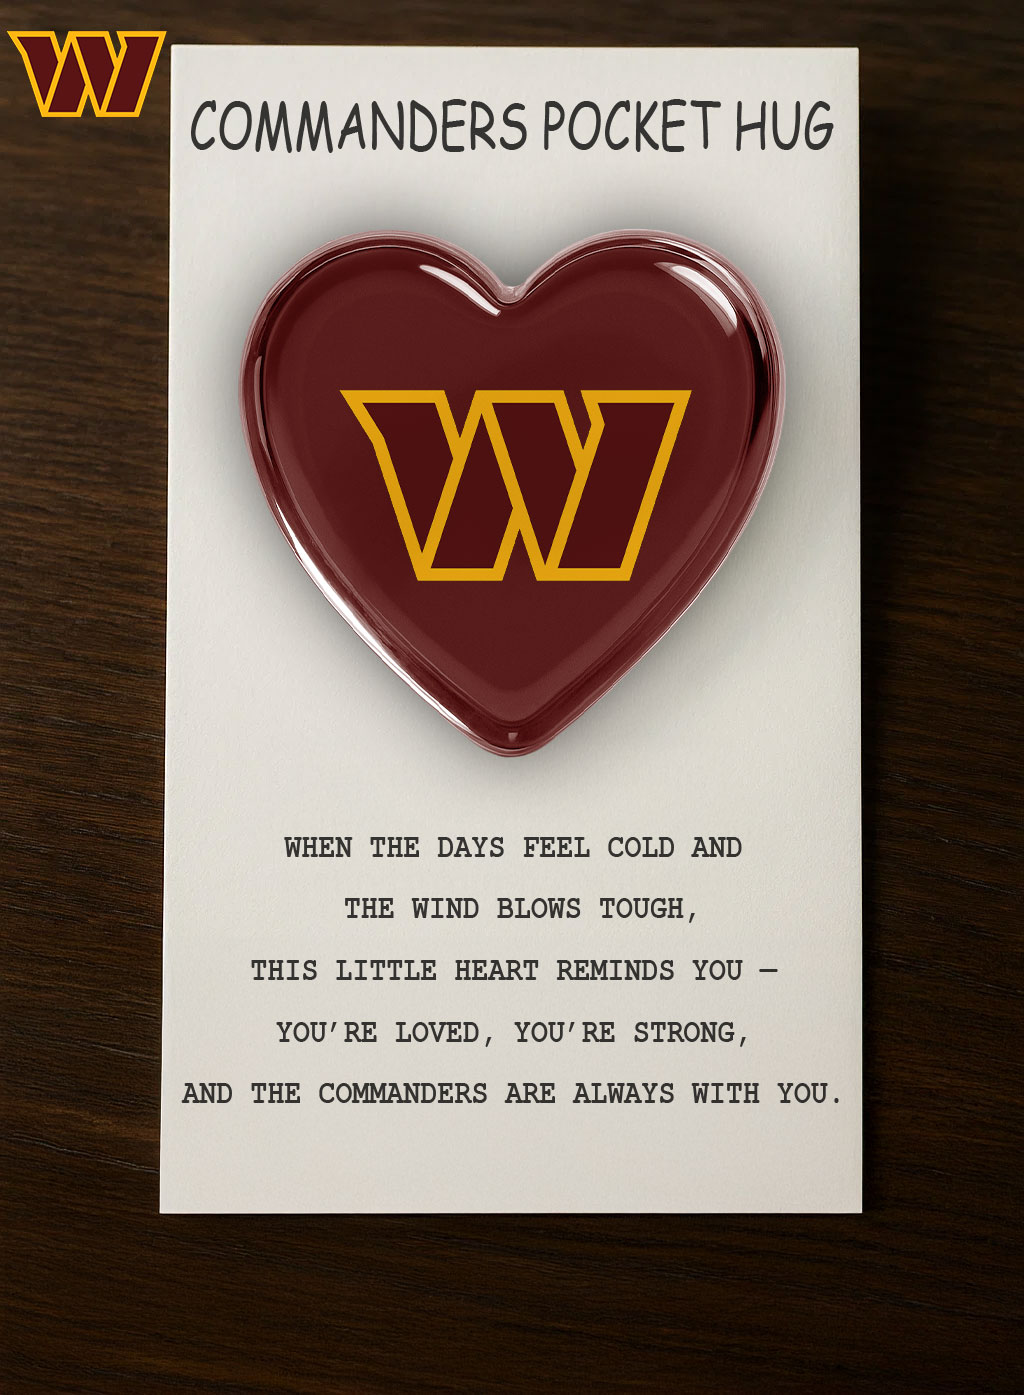 W
COMMANDERS POCKET HUG
W
WHEN THE DAYS FEEL COLD AND
THE WIND BLOWS TOUGH,
THIS LITTLE HEART REMINDS YOU –
YOU’RE LOVED, YOU’RE STRONG,
AND THE COMMANDERS ARE ALWAYS WITH YOU.